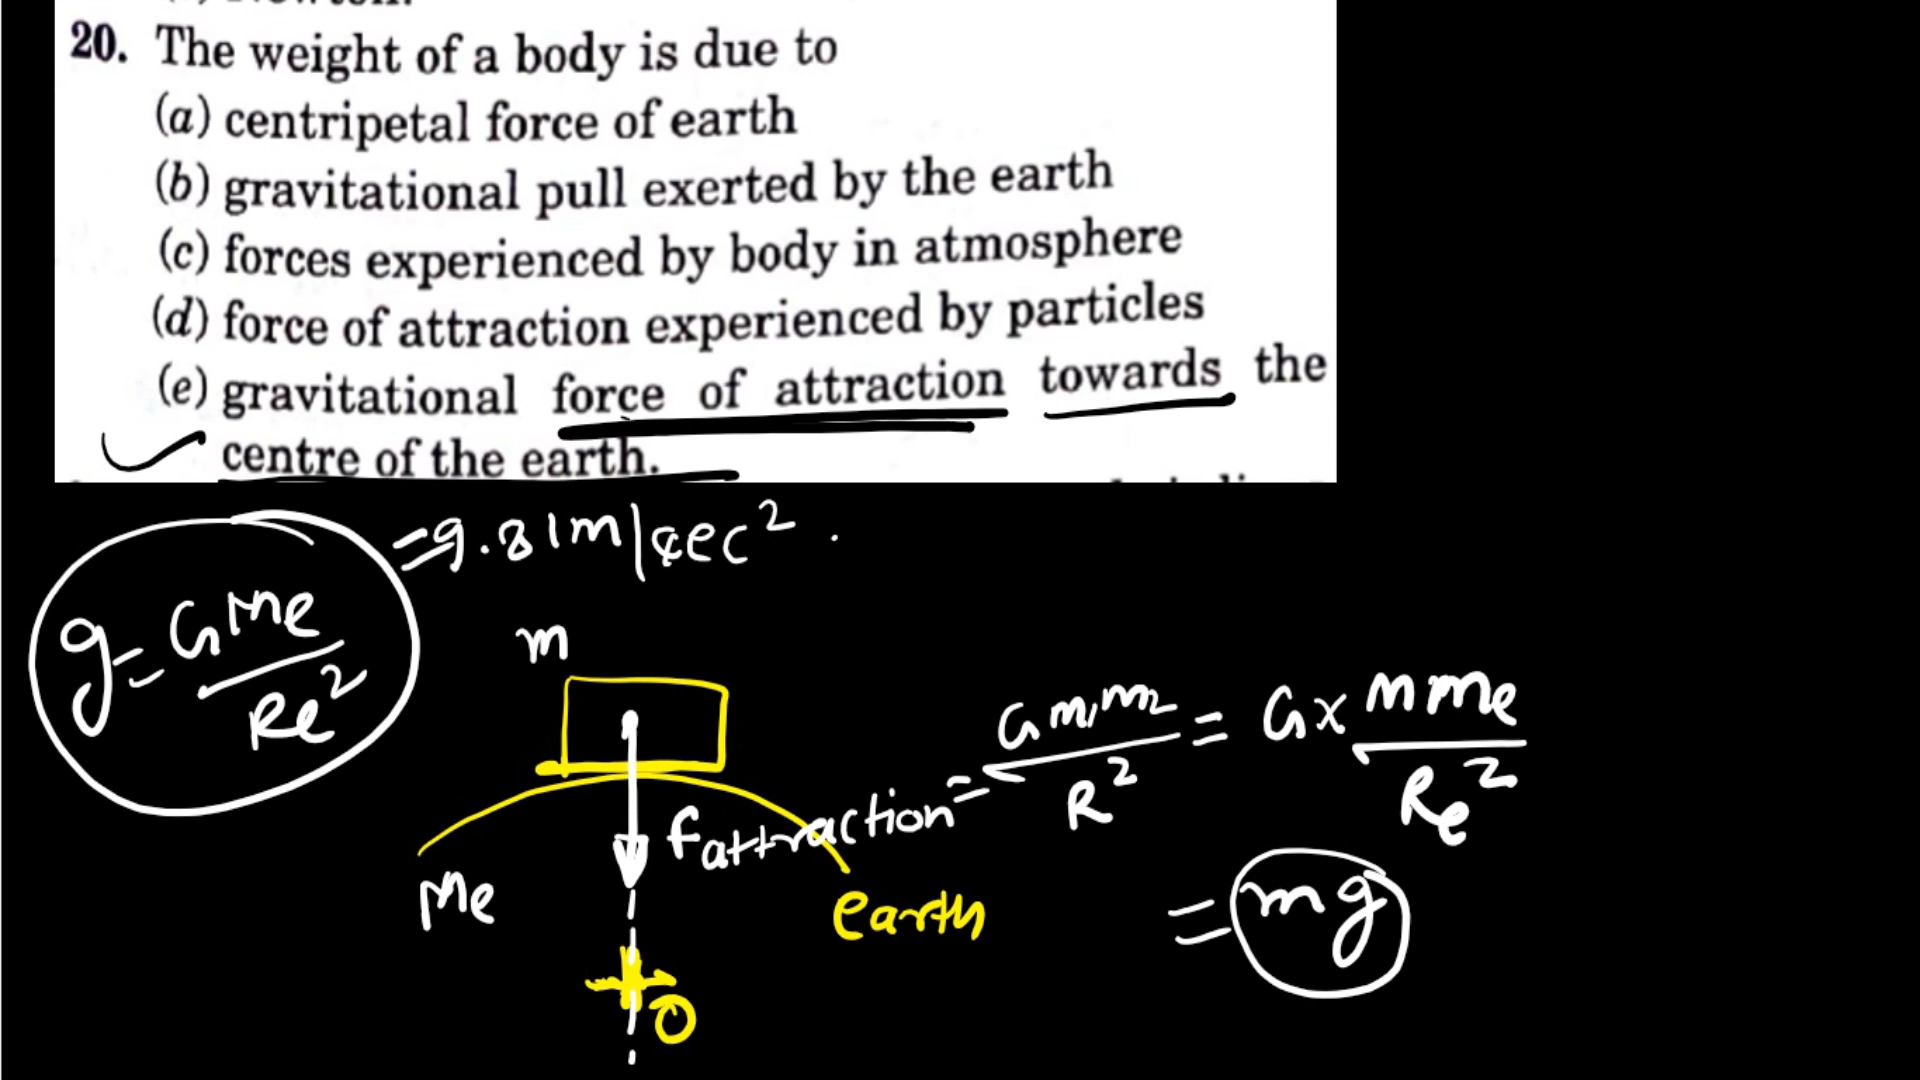 20. The weight of a body is due to
(a) centripetal force of earth
(b) gravitational pull exerted by the earth
(c) forces experienced by body in atmosphere
(d) force of attraction experienced by particles
(e) gravitational force of attraction towards the
centre of the earth.
g = GMe/Re² = 9.81m/sec².
m
Fattraction = Gm₁m₂/R² = G× mMe/Re²
Me
earth
= mg
O